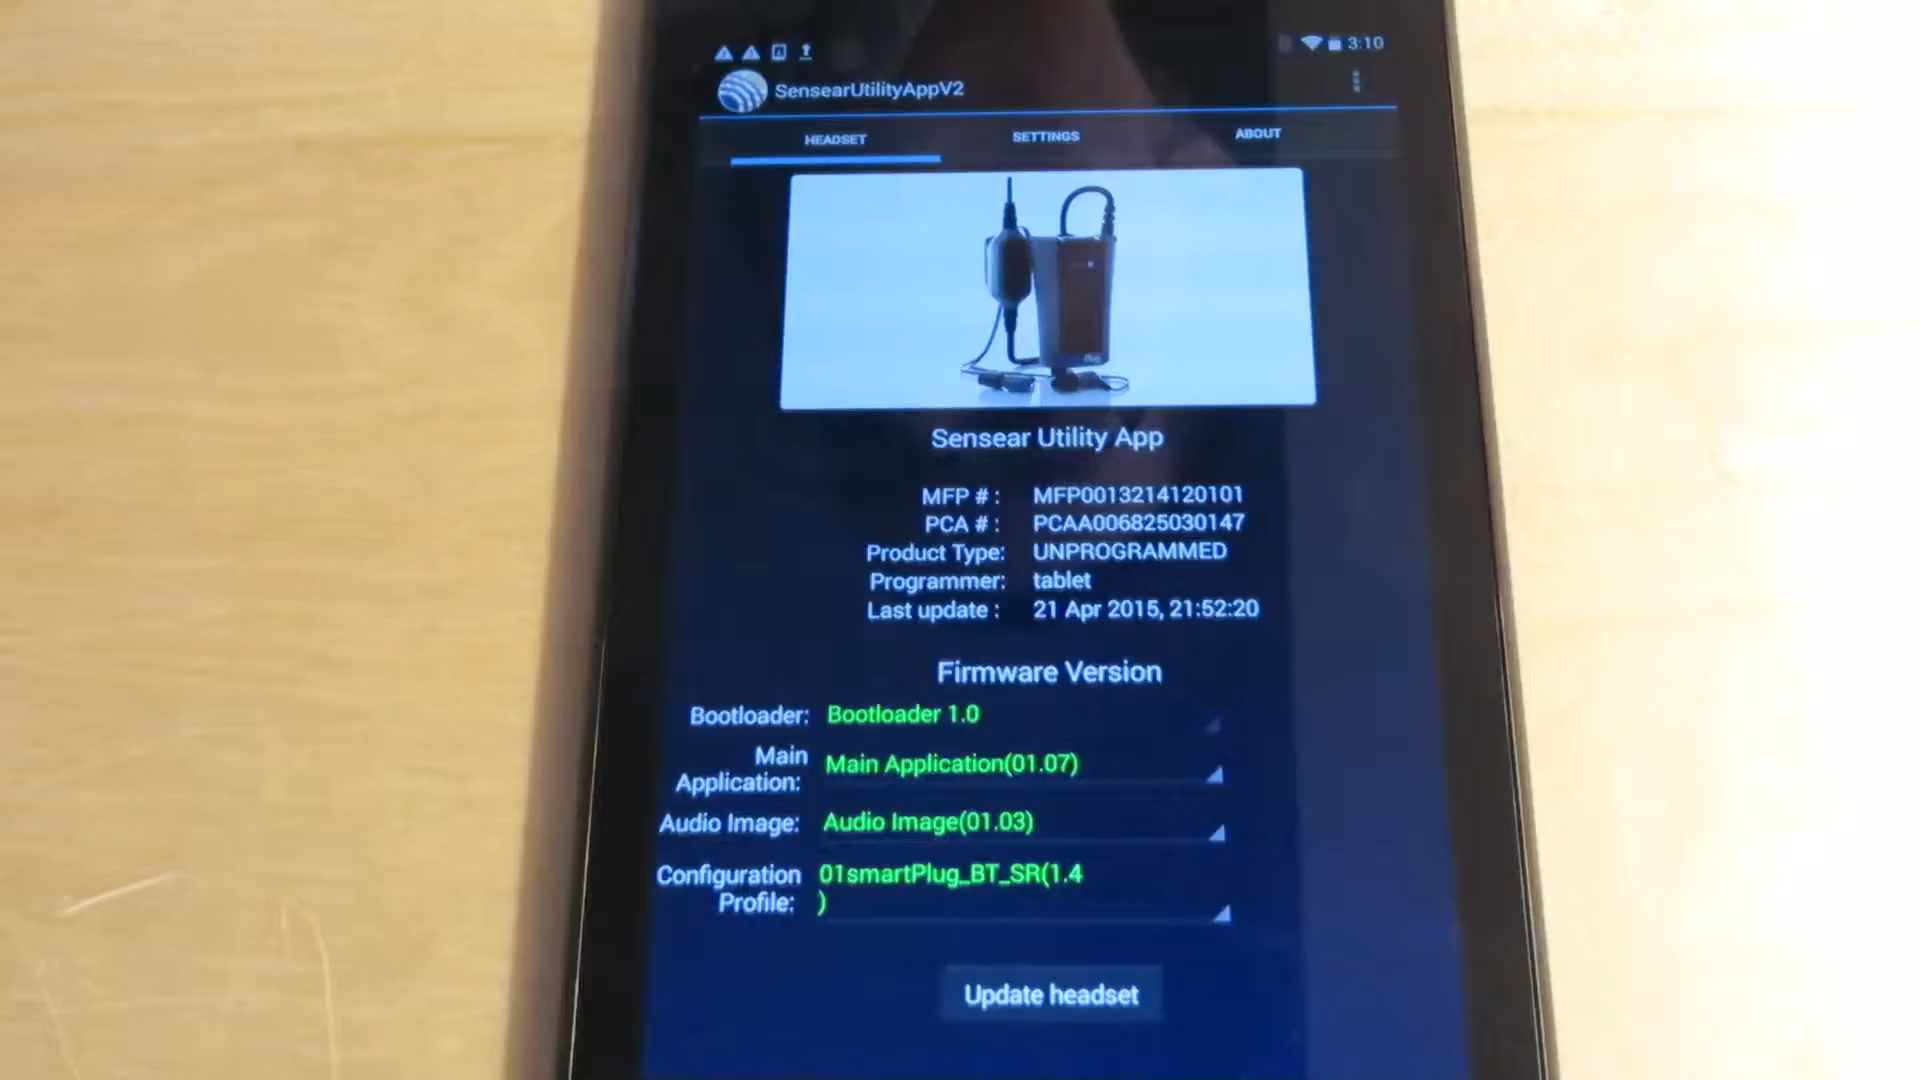 3:10
SensearUtilityAppV2
HEADSET SETTINGS ABOUT
Sensear Utility App
MFP # : MFP0013214120101
PCA # : PCAA006825030147
Product Type: UNPROGRAMMED
Programmer: tablet
Last update : 21 Apr 2015, 21:52:20
Firmware Version
Bootloader: Bootloader 1.0
Main
Application: Main Application(01.07)
Audio Image: Audio Image(01.03)
Configuration 01smartPlug_BT_SR(1.4
Profile: )
Update headset